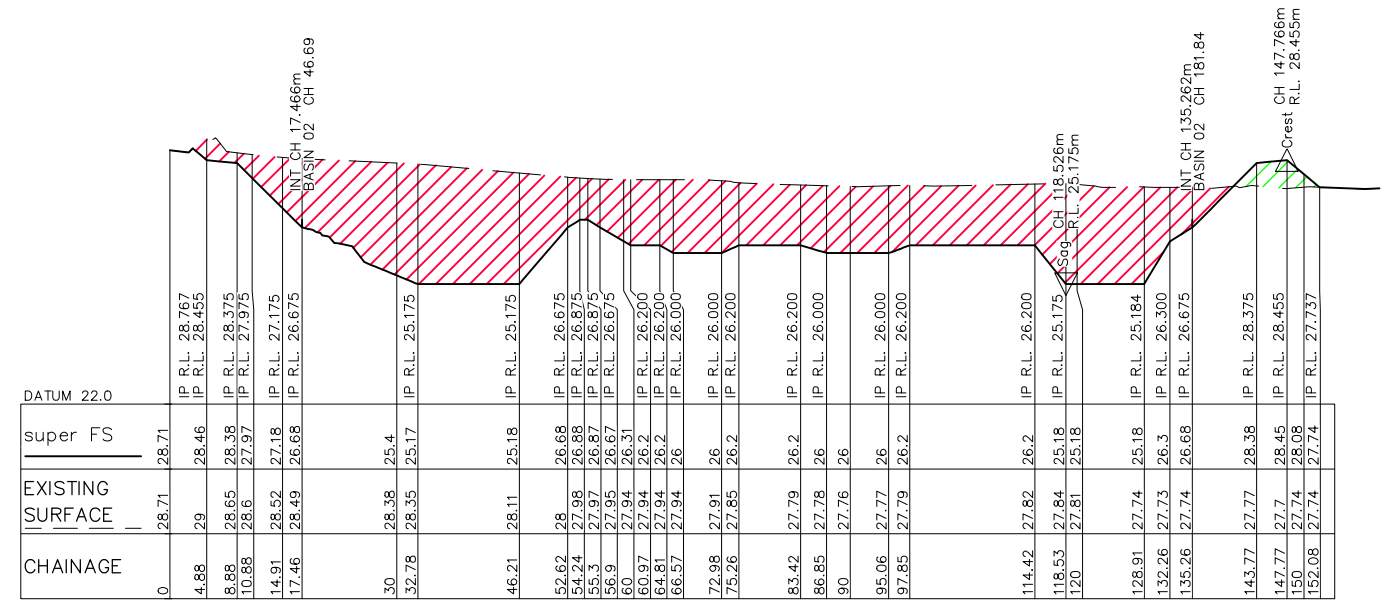 INT CH 17.466m
BASIN 02 CH 46.69
INT CH 135.262m
BASIN 02 CH 181.84
Crest CH 147.766m
R.L. 28.455m
Sag CH 118.526m
R.L. 25.175m
IP R.L. 28.767
IP R.L. 28.455
IP R.L. 28.375
IP R.L. 27.975
IP R.L. 27.175
IP R.L. 26.675
IP R.L. 25.175
IP R.L. 25.175
IP R.L. 26.675
IP R.L. 26.875
IP R.L. 26.875
IP R.L. 26.675
IP R.L. 26.200
IP R.L. 26.200
IP R.L. 26.000
IP R.L. 26.000
IP R.L. 26.200
IP R.L. 26.200
IP R.L. 26.000
IP R.L. 26.000
IP R.L. 26.200
IP R.L. 26.200
IP R.L. 25.175
IP R.L. 25.184
IP R.L. 26.300
IP R.L. 26.675
IP R.L. 28.375
IP R.L. 28.455
IP R.L. 27.737
DATUM 22.0
super FS 28.71 28.46 28.38 27.97 27.18 26.68 25.4 25.17 25.18 26.68 26.88 26.87 26.67 26.31 26.2 26.2 26 26 26.2 26.2 26 26 26 26.2 26.2 25.18 25.18 25.18 26.3 26.68 28.38 28.45 28.08 27.74
EXISTING
SURFACE 28.71 29 28.65 28.6 28.52 28.49 28.38 28.35 28.11 28 27.98 27.97 27.95 27.94 27.94 27.94 27.94 27.91 27.85 27.79 27.78 27.76 27.77 27.79 27.82 27.84 27.81 27.74 27.73 27.74 27.77 27.7 27.74 27.74
CHAINAGE 0 4.88 8.88 10.88 14.91 17.46 30 32.78 46.21 52.62 54.24 55.3 56.9 60 60.97 64.81 66.57 72.98 75.26 83.42 86.85 90 95.06 97.85 114.42 118.53 120 128.91 132.26 135.26 143.77 147.77 150 152.08